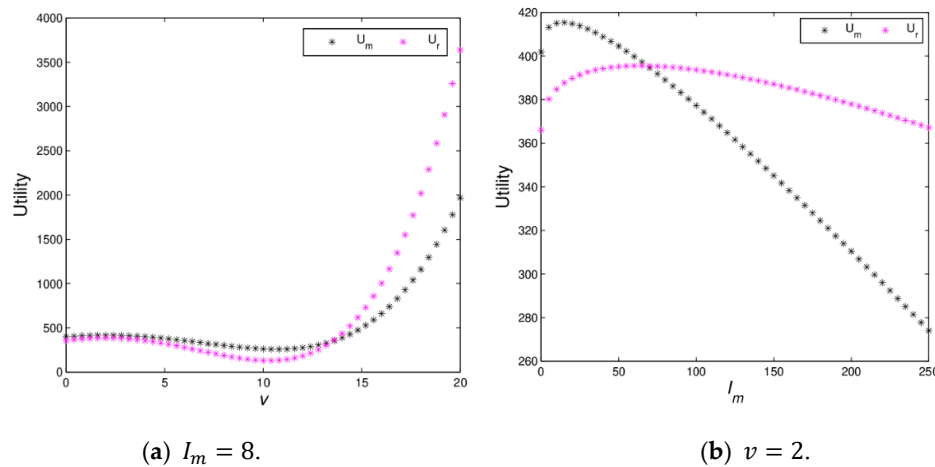 4000
3500
3000
2500
2000
1500
1000
500
0
Utility
0 5 10 15 20
v
U_m U_r
420
400
380
360
340
320
300
280
260
Utility
0 50 100 150 200 250
I_m
U_m U_r
(a) I_m = 8.
(b) v = 2.